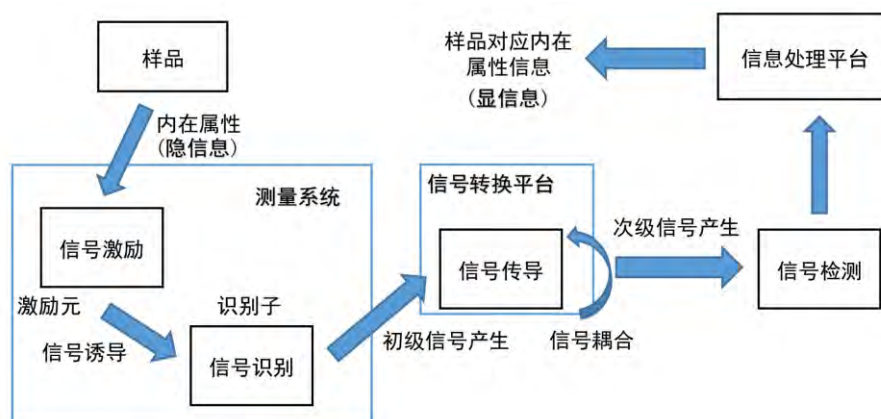 样品
内在属性
(隐信息)
测量系统
信号激励
激励元
信号诱导
识别子
信号识别
初级信号产生
信号转换平台
信号传导
信号耦合
次级信号产生
信号检测
信息处理平台
样品对应内在
属性信息
(显信息)